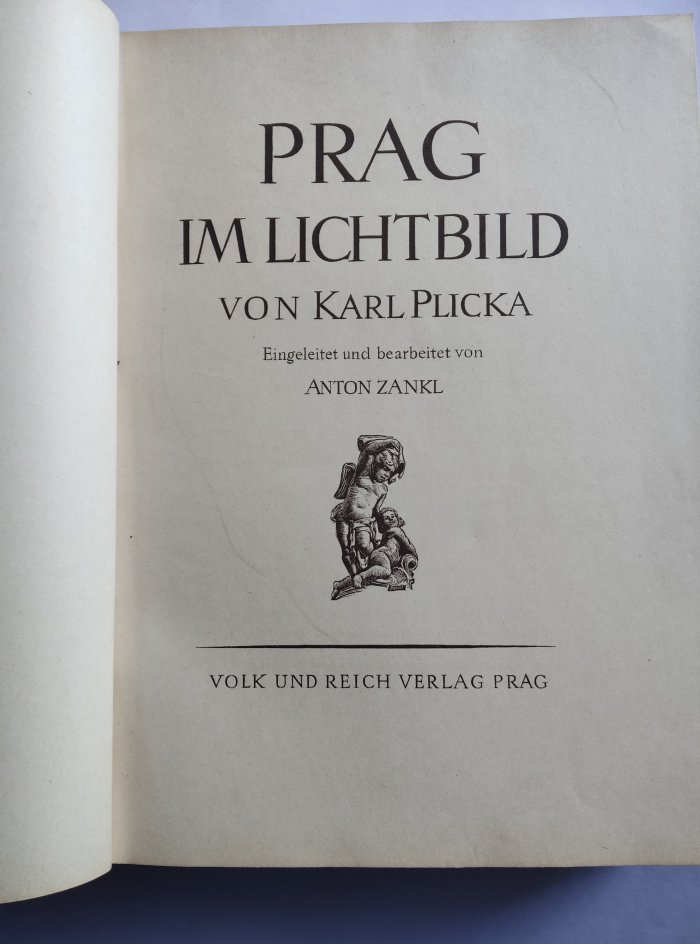 PRAG
IM LICHTBILD
VON KARL PLICKA
Eingeleitet und bearbeitet von
ANTON ZANKL
VOLK UND REICH VERLAG PRAG